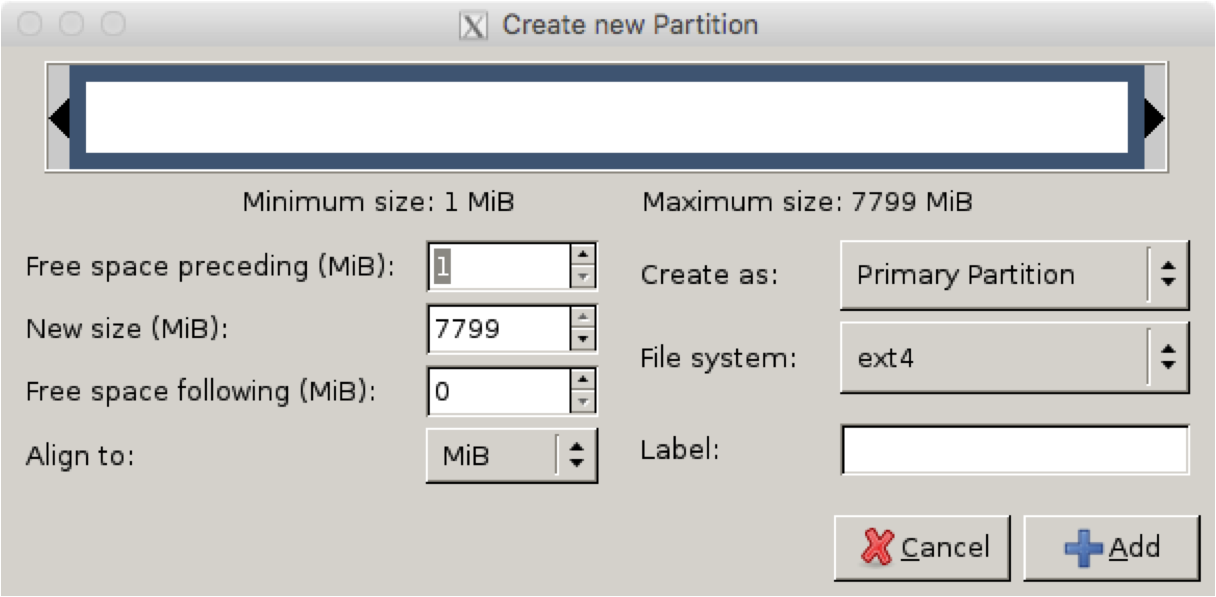 Create new Partition
Minimum size: 1 MiB Maximum size: 7799 MiB
Free space preceding (MiB): 1
Create as: Primary Partition
New size (MiB): 7799
File system: ext4
Free space following (MiB): 0
Align to: MiB
Label:
Cancel Add